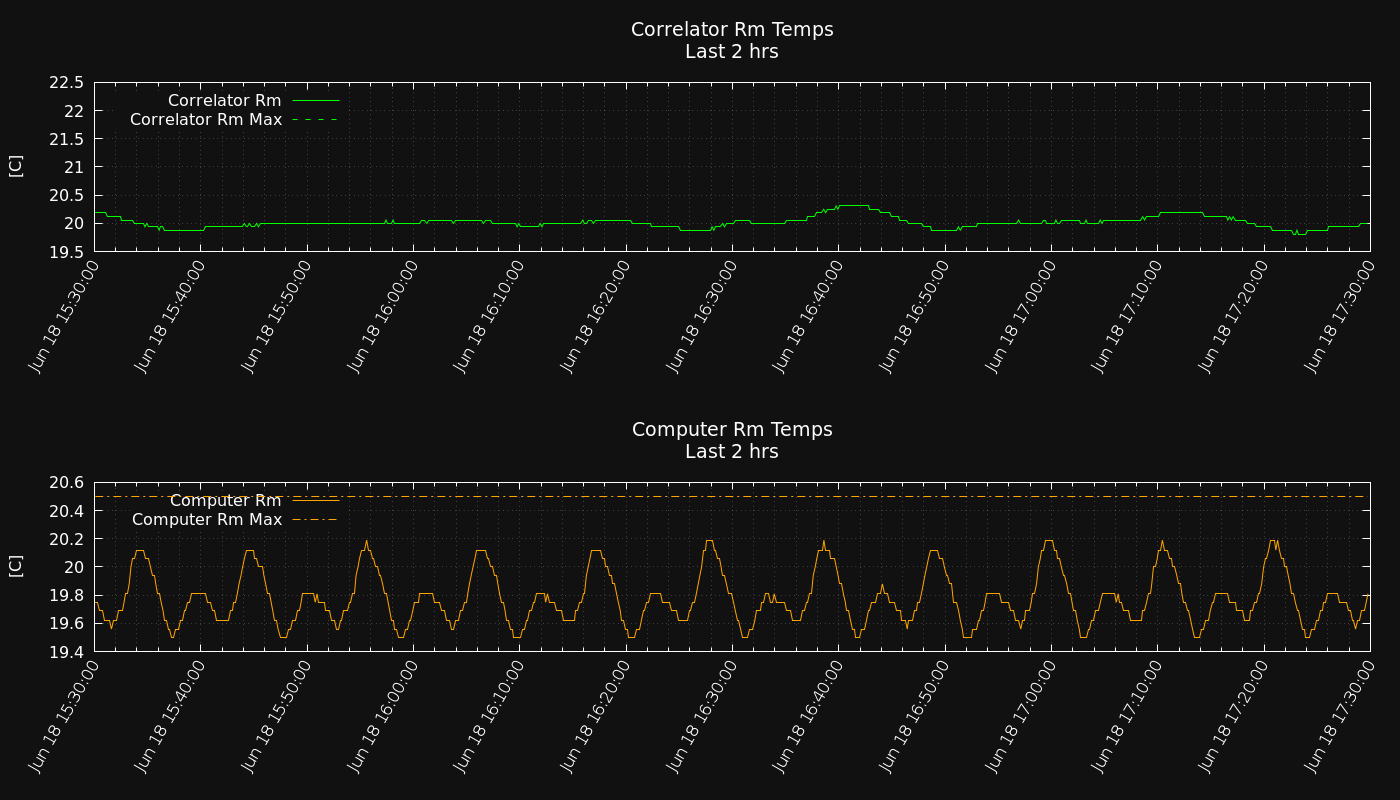 Correlator Rm Temps
Last 2 hrs
22.5
22
21.5
21
20.5
20
19.5
[C]
Correlator Rm
Correlator Rm Max
Jun 18 15:30:00
Jun 18 15:40:00
Jun 18 15:50:00
Jun 18 16:00:00
Jun 18 16:10:00
Jun 18 16:20:00
Jun 18 16:30:00
Jun 18 16:40:00
Jun 18 16:50:00
Jun 18 17:00:00
Jun 18 17:10:00
Jun 18 17:20:00
Jun 18 17:30:00
Computer Rm Temps
Last 2 hrs
20.6
20.4
20.2
20
19.8
19.6
19.4
[C]
Computer Rm
Computer Rm Max
Jun 18 15:30:00
Jun 18 15:40:00
Jun 18 15:50:00
Jun 18 16:00:00
Jun 18 16:10:00
Jun 18 16:20:00
Jun 18 16:30:00
Jun 18 16:40:00
Jun 18 16:50:00
Jun 18 17:00:00
Jun 18 17:10:00
Jun 18 17:20:00
Jun 18 17:30:00